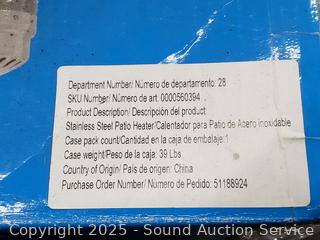 Department Number/ Número de departamento: 28
SKU Number/ Número de art: 0000560394
Product Description/ Descripción del product:
Stainless Steel Patio Heater/Calentador para Patio de Acero inoxidable
Case pack count/Cantidad en la caja de embalaje:1
Case weight/Peso de la caja: 39 Lbs
Country of Origin/ País de origen: China
Purchase Order Number/ Número de Pedido: 51188924
Copyright 2025 - Sound Auction Service